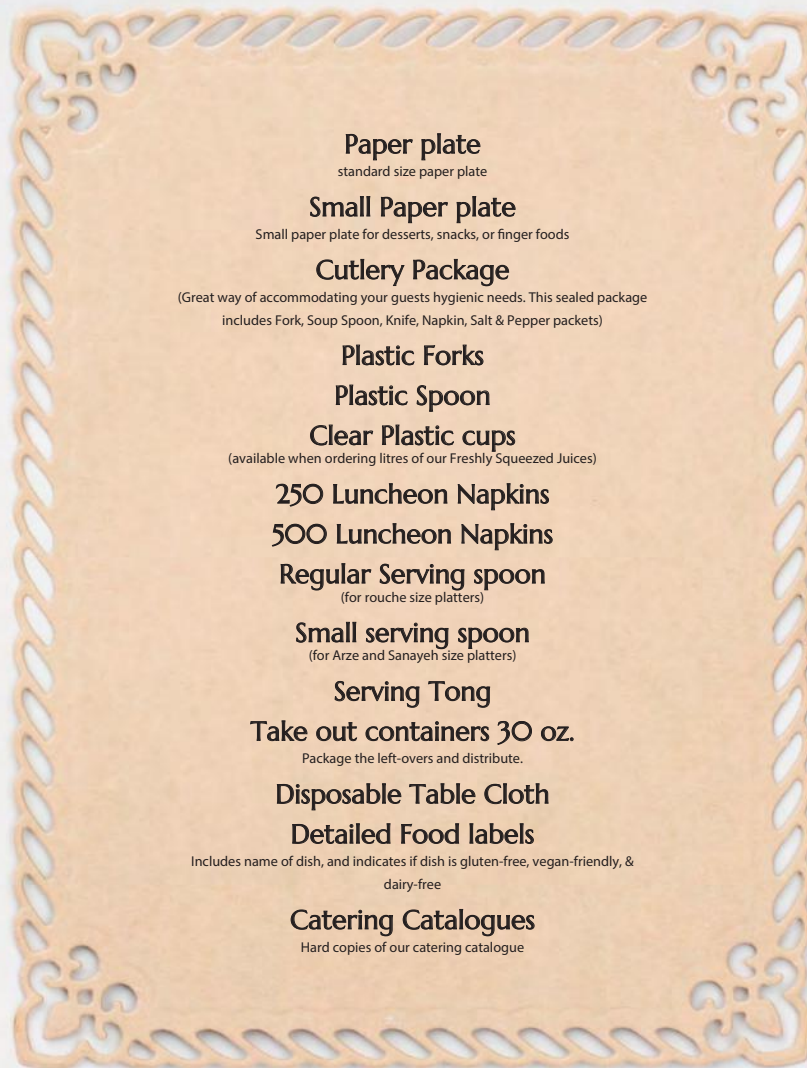 Paper plate
standard size paper plate
Small Paper plate
Small paper plate for desserts, snacks, or finger foods
Cutlery Package
(Great way of accommodating your guests hygienic needs. This sealed package
includes Fork, Soup Spoon, Knife, Napkin, Salt & Pepper packets)
Plastic Forks
Plastic Spoon
Clear Plastic cups
(available when ordering litres of our Freshly Squeezed Juices)
250 Luncheon Napkins
500 Luncheon Napkins
Regular Serving spoon
(for rouche size platters)
Small serving spoon
(for Arze and Sanayeh size platters)
Serving Tong
Take out containers 30 oz.
Package the left-overs and distribute.
Disposable Table Cloth
Detailed Food labels
Includes name of dish, and indicates if dish is gluten-free, vegan-friendly, &
dairy-free
Catering Catalogues
Hard copies of our catering catalogue